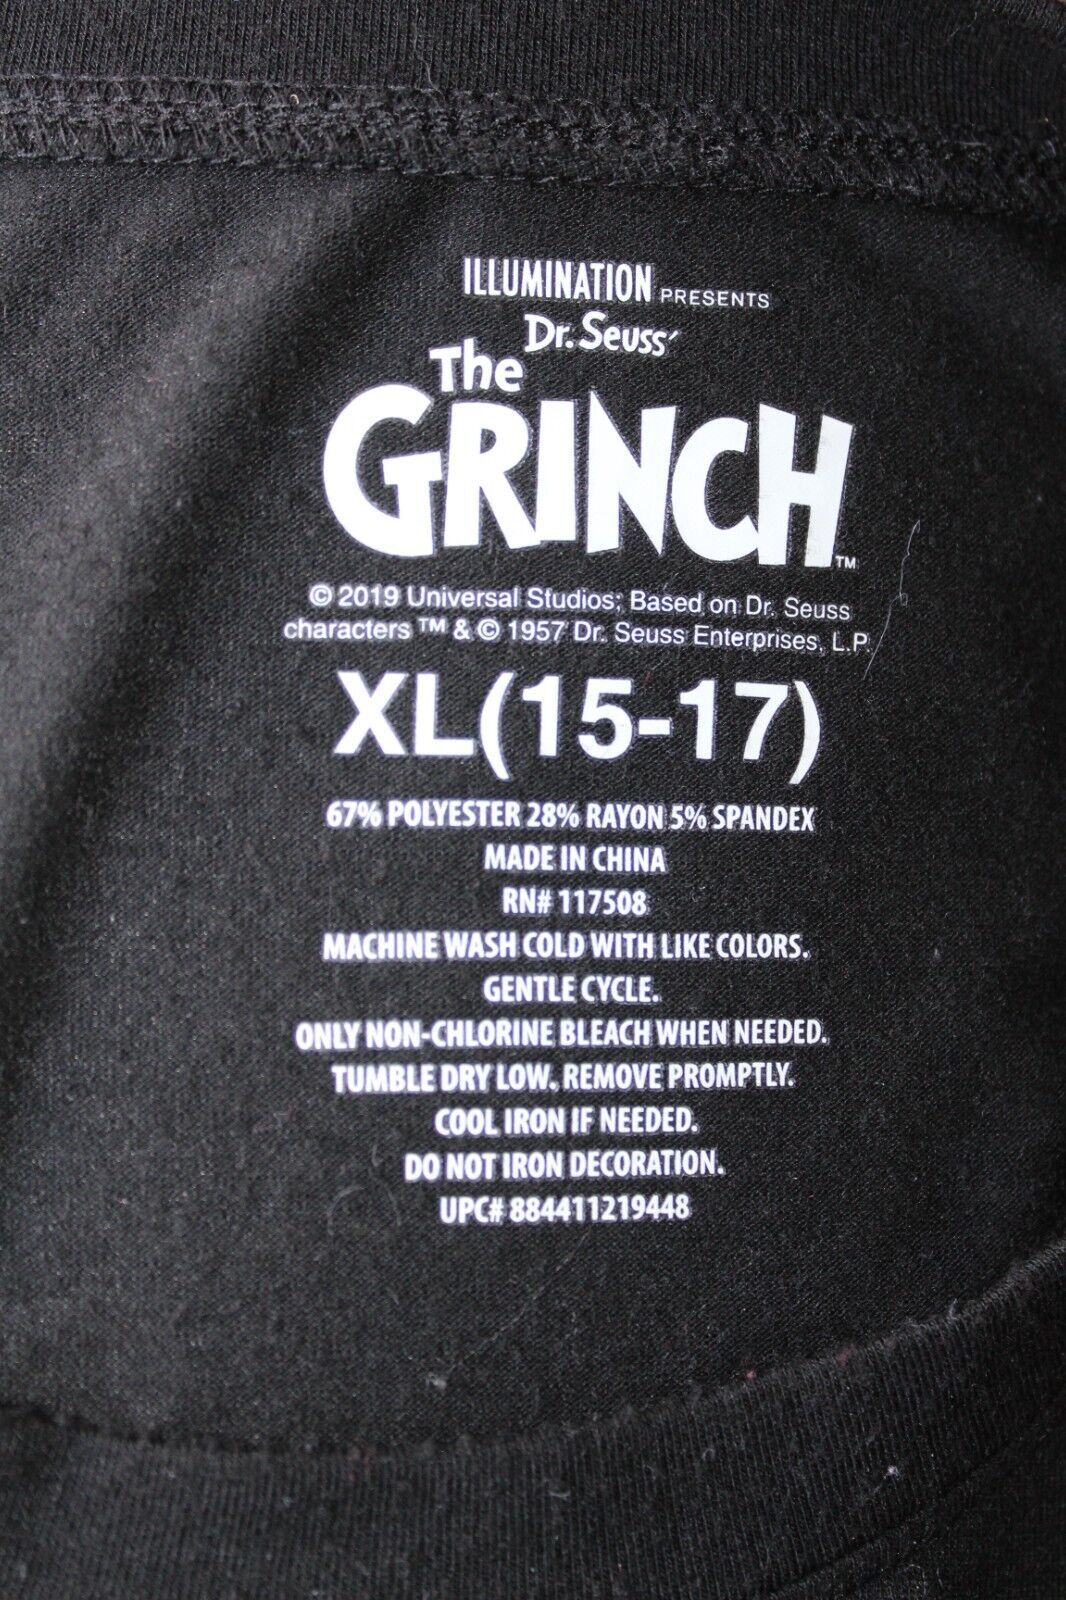 ILLUMINATION PRESENTS
Dr. Seuss'
The
GRINCH™
© 2019 Universal Studios; Based on Dr. Seuss
characters ™ & © 1957 Dr. Seuss Enterprises, L.P.
XL(15-17)
67% POLYESTER 28% RAYON 5% SPANDEX
MADE IN CHINA
RN# 117508
MACHINE WASH COLD WITH LIKE COLORS.
GENTLE CYCLE.
ONLY NON-CHLORINE BLEACH WHEN NEEDED.
TUMBLE DRY LOW. REMOVE PROMPTLY.
COOL IRON IF NEEDED.
DO NOT IRON DECORATION.
UPC# 884411219448